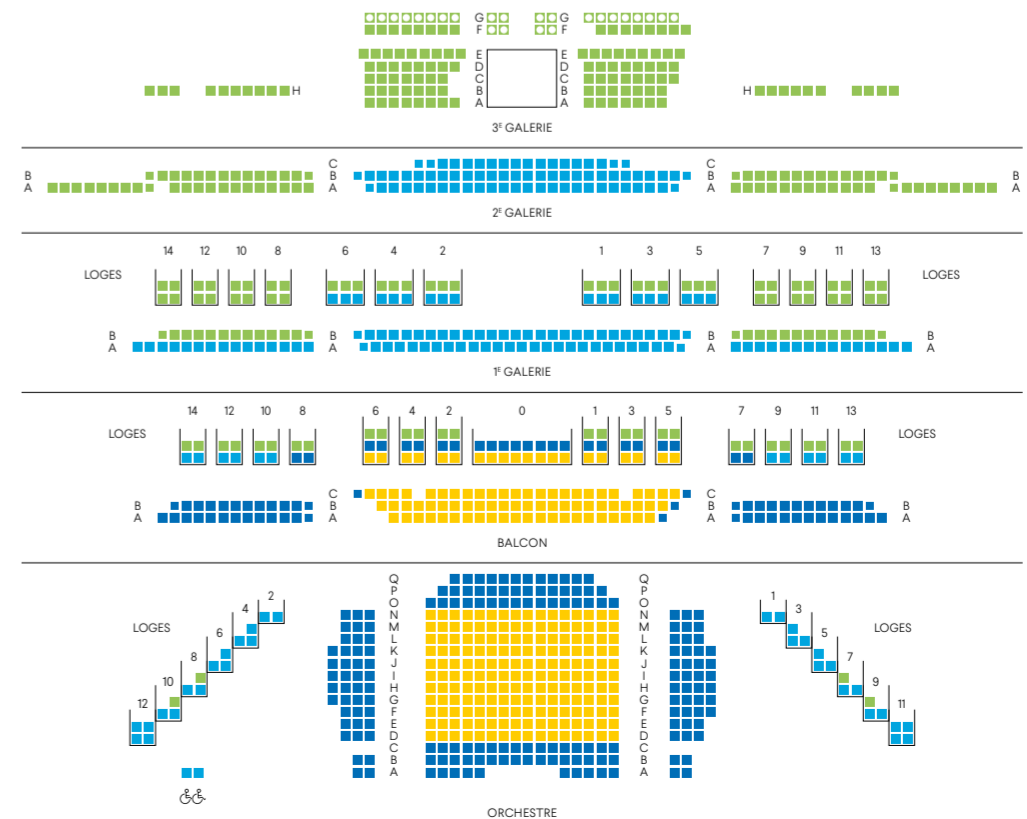 G G
F F
E E
D D
C C
H B B H
A A
3E GALERIE
C C
B B B B
A A A A
2E GALERIE
14 12 10 8 6 4 2 1 3 5 7 9 11 13
LOGES LOGES
B B B B
A A A A
1E GALERIE
14 12 10 8 6 4 2 0 1 3 5 7 9 11 13
LOGES LOGES
C C
B B B B
A A A A
BALCON
Q Q
P P
2 O O 1
4 N N 3
LOGES M M LOGES
6 L L 5
8 K K 7
J J
10 I I 9
12 H H 11
G G
F F
E E
D D
C C
B B
A A
ORCHESTRE